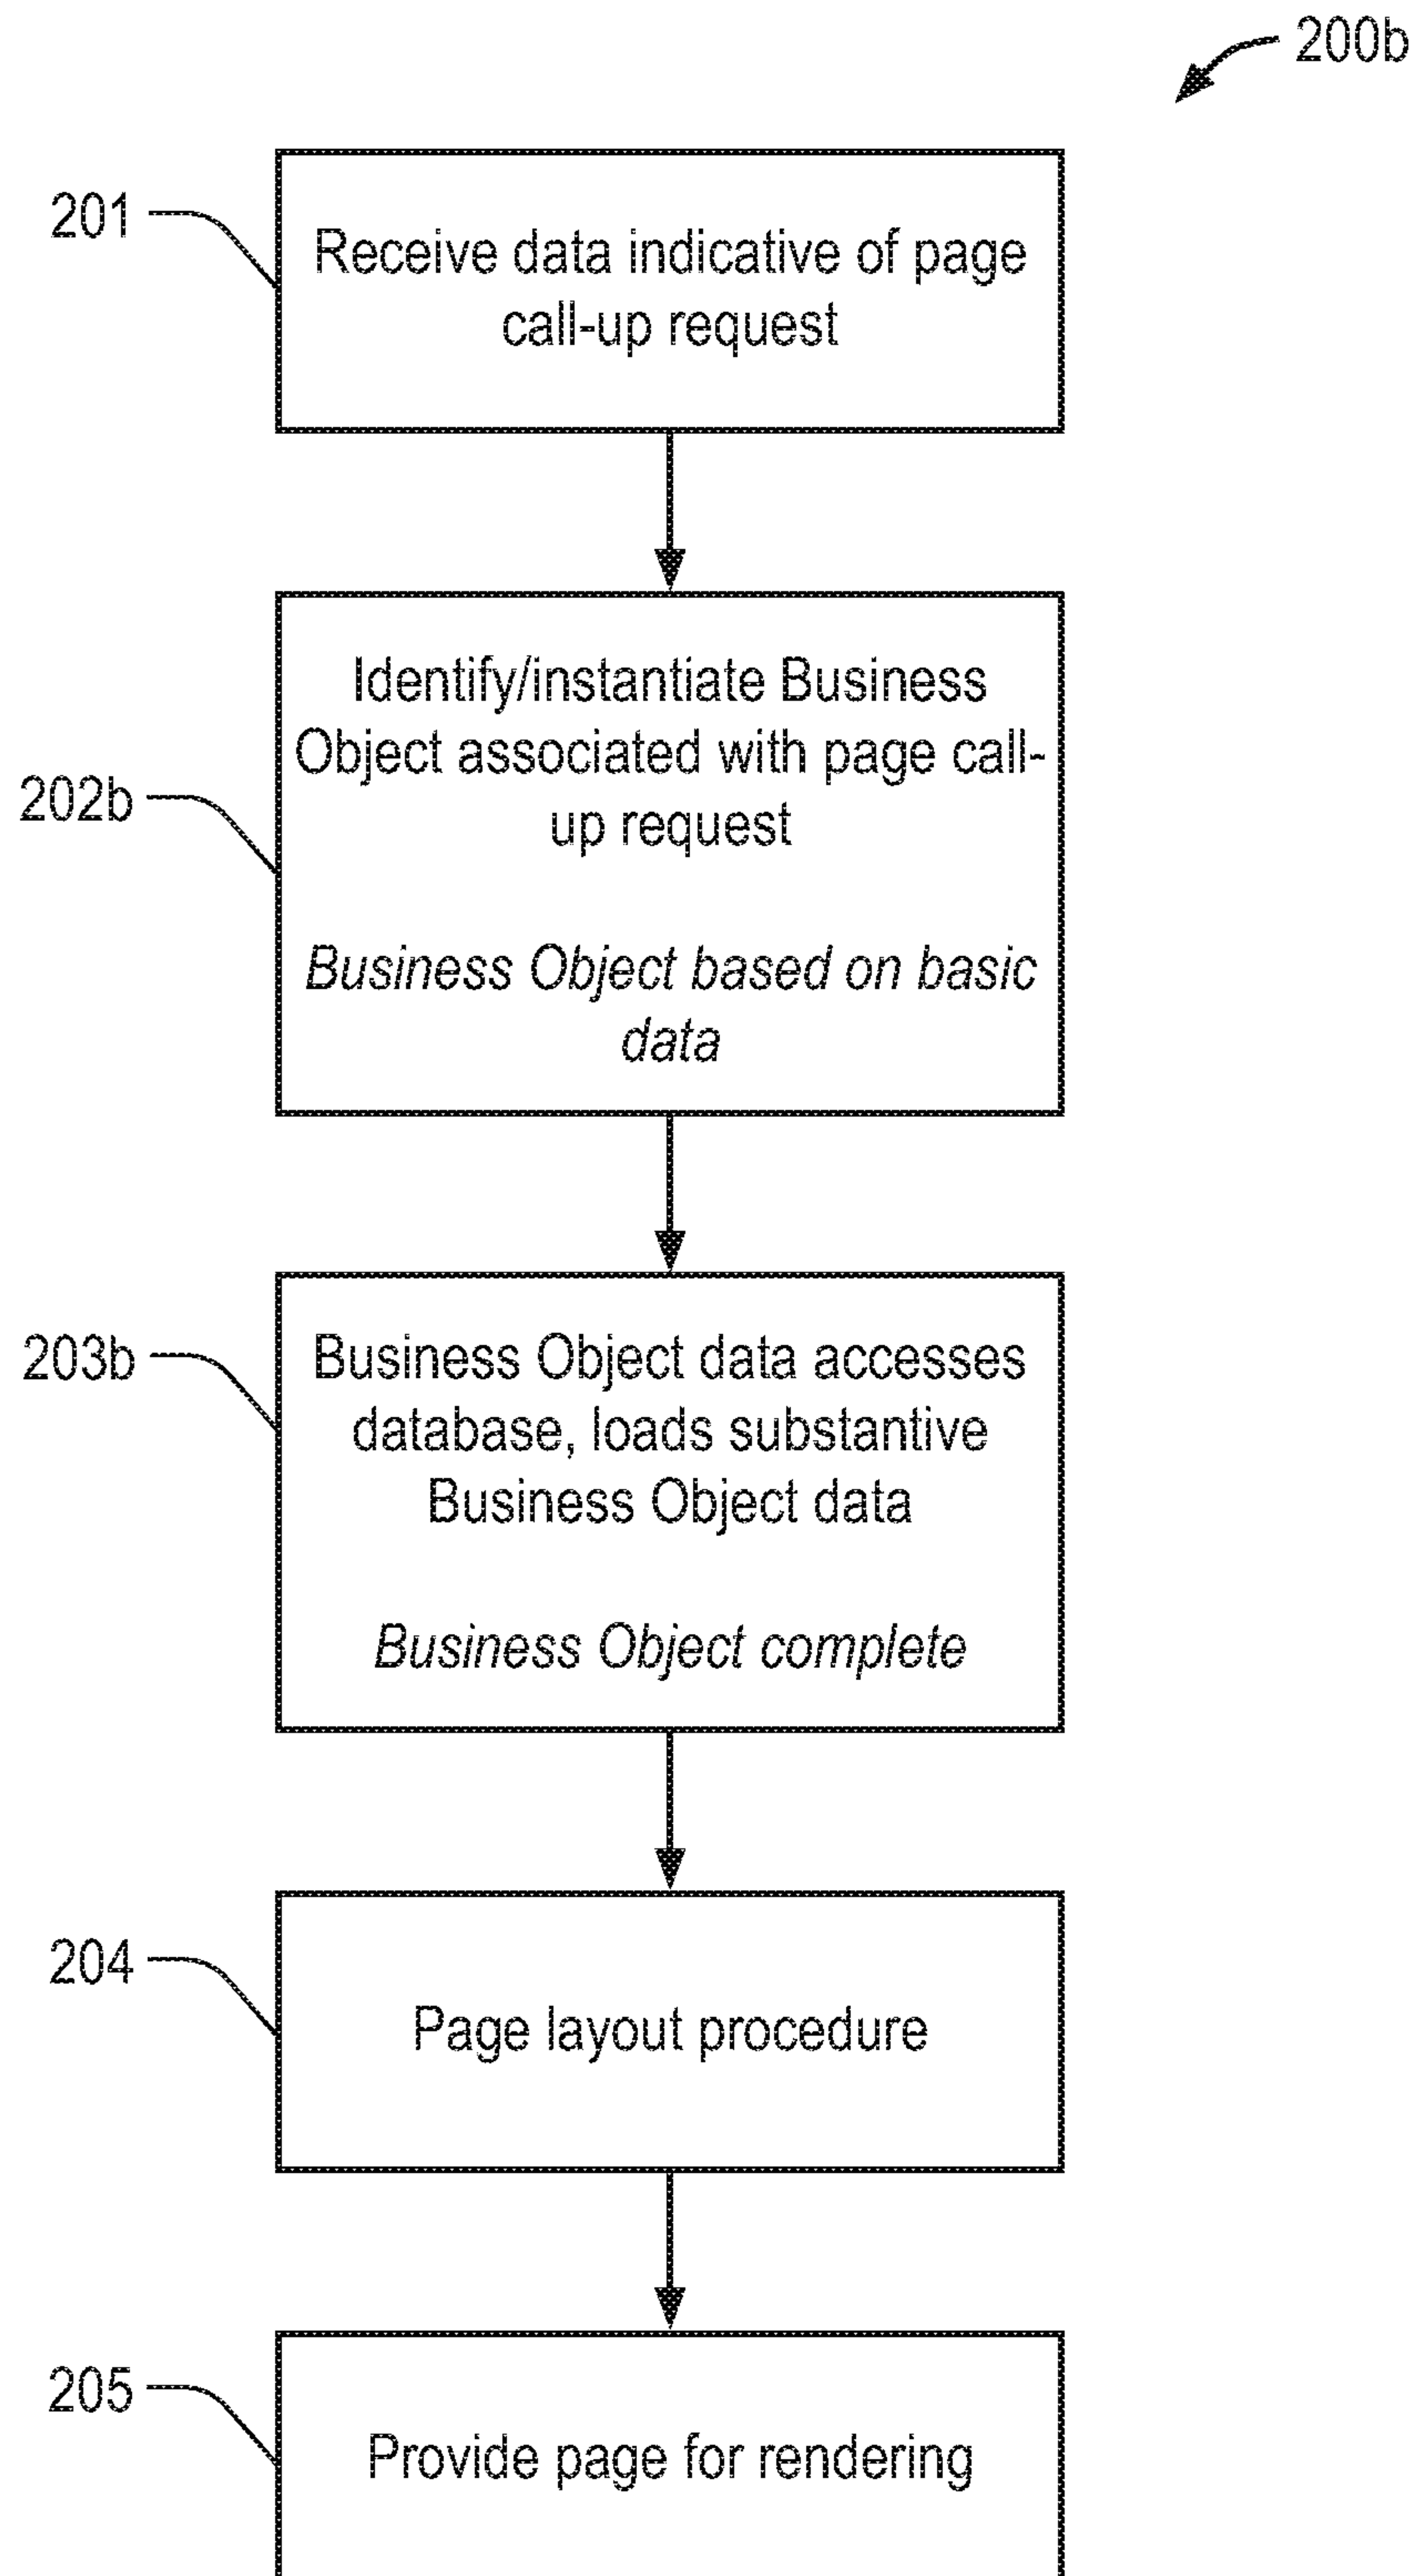 200b
201
Receive data indicative of page
call-up request
202b
Identify/instantiate Business
Object associated with page call-
up request
Business Object based on basic
data
203b
Business Object data accesses
database, loads substantive
Business Object data
Business Object complete
204
Page layout procedure
205
Provide page for rendering